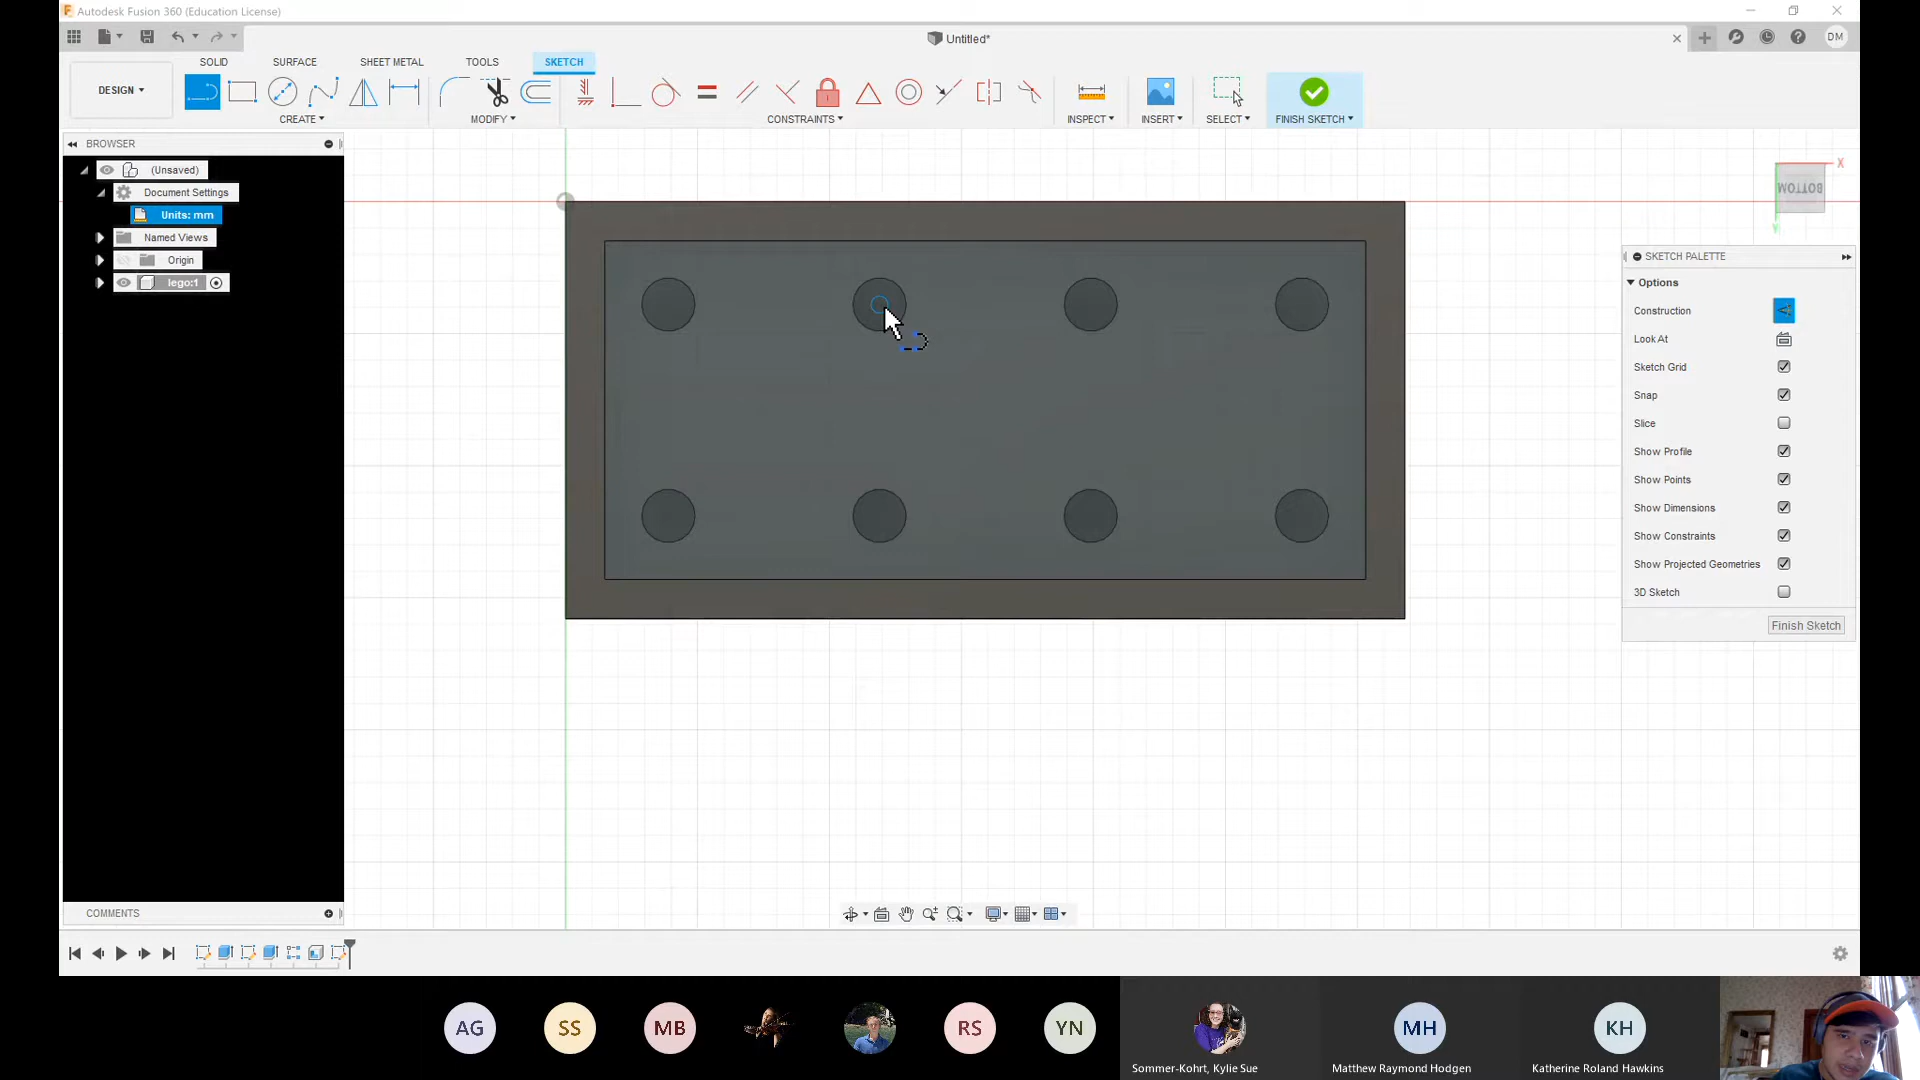 Autodesk Fusion 360 (Education License)
Untitled*
DM
SOLID
SURFACE
SHEET METAL
TOOLS
SKETCH
DESIGN
CREATE
MODIFY
CONSTRAINTS
INSPECT
INSERT
SELECT
FINISH SKETCH
BROWSER
(Unsaved)
Document Settings
Units: mm
Named Views
Origin
lego:1
X
BOTTOM
Y
SKETCH PALETTE
Options
Construction
Look At
Sketch Grid
Snap
Slice
Show Profile
Show Points
Show Dimensions
Show Constraints
Show Projected Geometries
3D Sketch
Finish Sketch
COMMENTS
AG
SS
MB
RS
YN
MH
KH
Sommer-Kohrt, Kylie Sue
Matthew Raymond Hodgen
Katherine Roland Hawkins